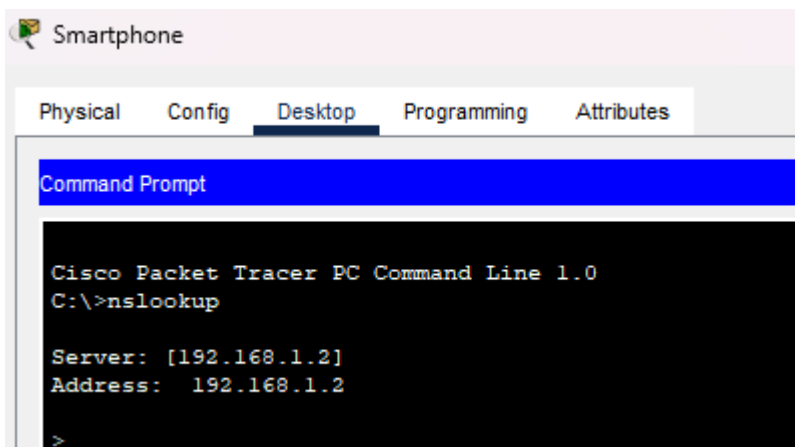 Smartphone
Physical Config Desktop Programming Attributes
Command Prompt
Cisco Packet Tracer PC Command Line 1.0
C:\>nslookup
Server: [192.168.1.2]
Address:  192.168.1.2
>